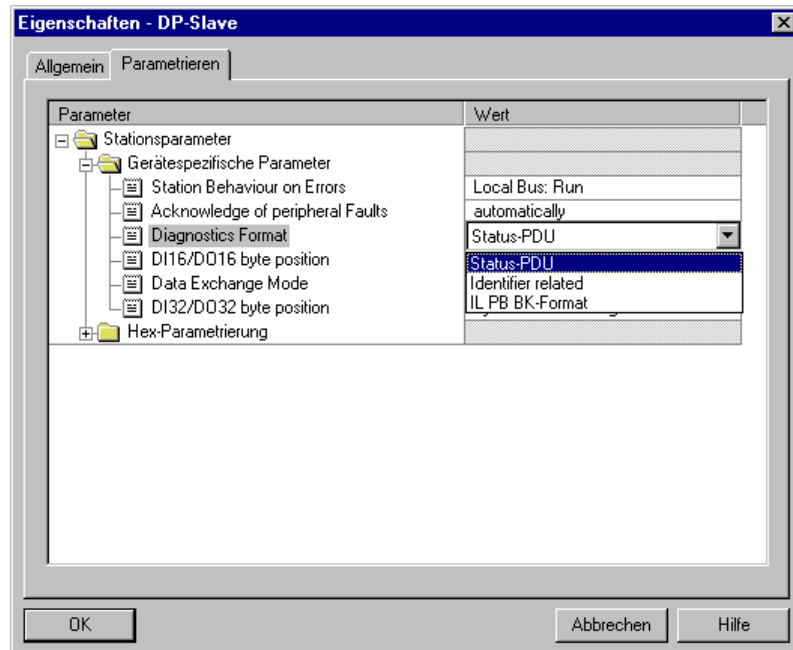 Eigenschaften - DP-Slave
Allgemein Parametrieren
Parameter Wert
Stationsparameter
Gerätespezifische Parameter
Station Behaviour on Errors Local Bus: Run
Acknowledge of peripheral Faults automatically
Diagnostics Format Status-PDU
DI16/DO16 byte position Status-PDU
Data Exchange Mode Identifier related
DI32/DO32 byte position IL PB BK-Format
Hex-Parametrierung
OK Abbrechen Hilfe